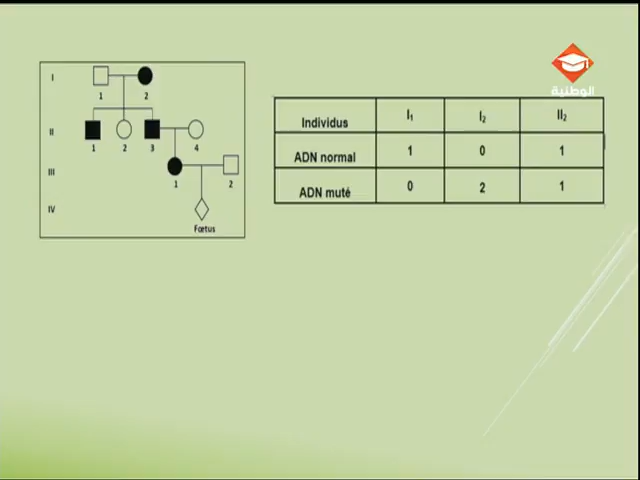 الوطنية
I
1 2
II
1 2 3 4
III
1 2
IV
Fœtus
Individus I1 I2 II2
ADN normal 1 0 1
ADN muté 0 2 1